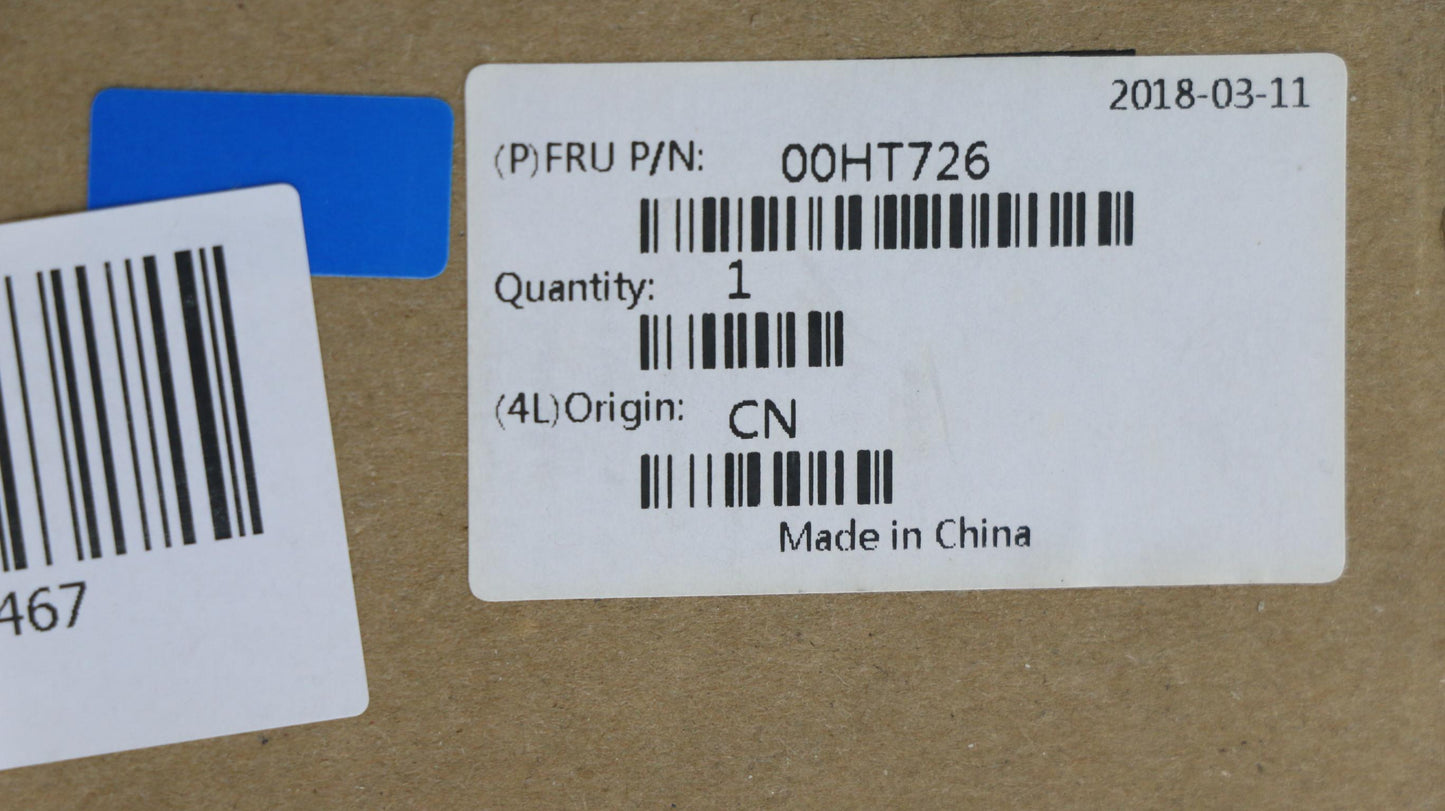 2018-03-11
(P)FRU P/N: 00HT726
Quantity: 1
(4L)Origin: CN
Made in China
467